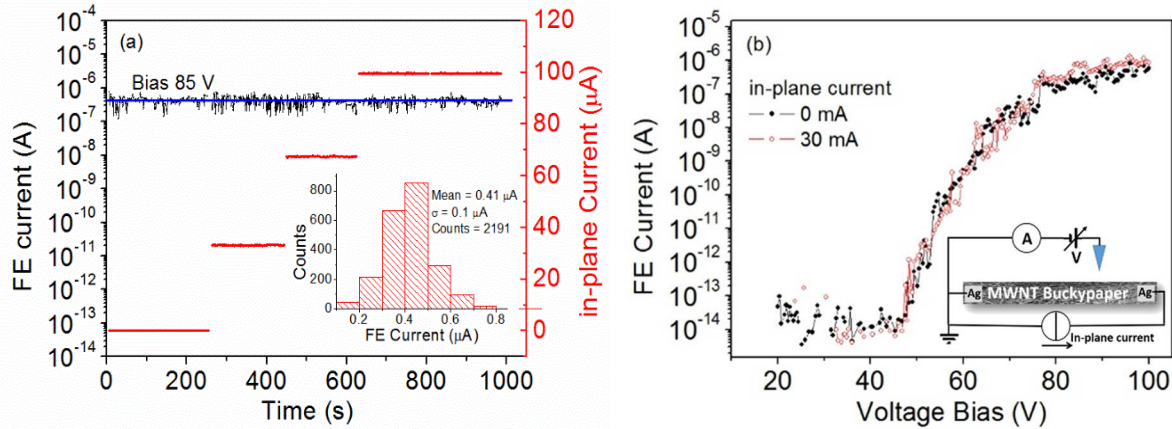 (a)
Bias 85 V
FE current (A)
10⁻⁴
10⁻⁵
10⁻⁶
10⁻⁷
10⁻⁸
10⁻⁹
10⁻¹⁰
10⁻¹¹
10⁻¹²
10⁻¹³
10⁻¹⁴
0 200 400 600 800 1000
Time (s)
120
100
80
60
40
20
0
in-plane Current (μA)
Mean = 0.41 μA
σ = 0.1 μA
Counts = 2191
Counts
800
600
400
200
0
0.2 0.4 0.6 0.8
FE Current (μA)
(b)
FE Current (A)
10⁻⁴
10⁻⁵
10⁻⁶
10⁻⁷
10⁻⁸
10⁻⁹
10⁻¹⁰
10⁻¹¹
10⁻¹²
10⁻¹³
10⁻¹⁴
in-plane current
0 mA
30 mA
A
V
Ag MWNT Buckypaper Ag
In-plane current
20 40 60 80 100
Voltage Bias (V)